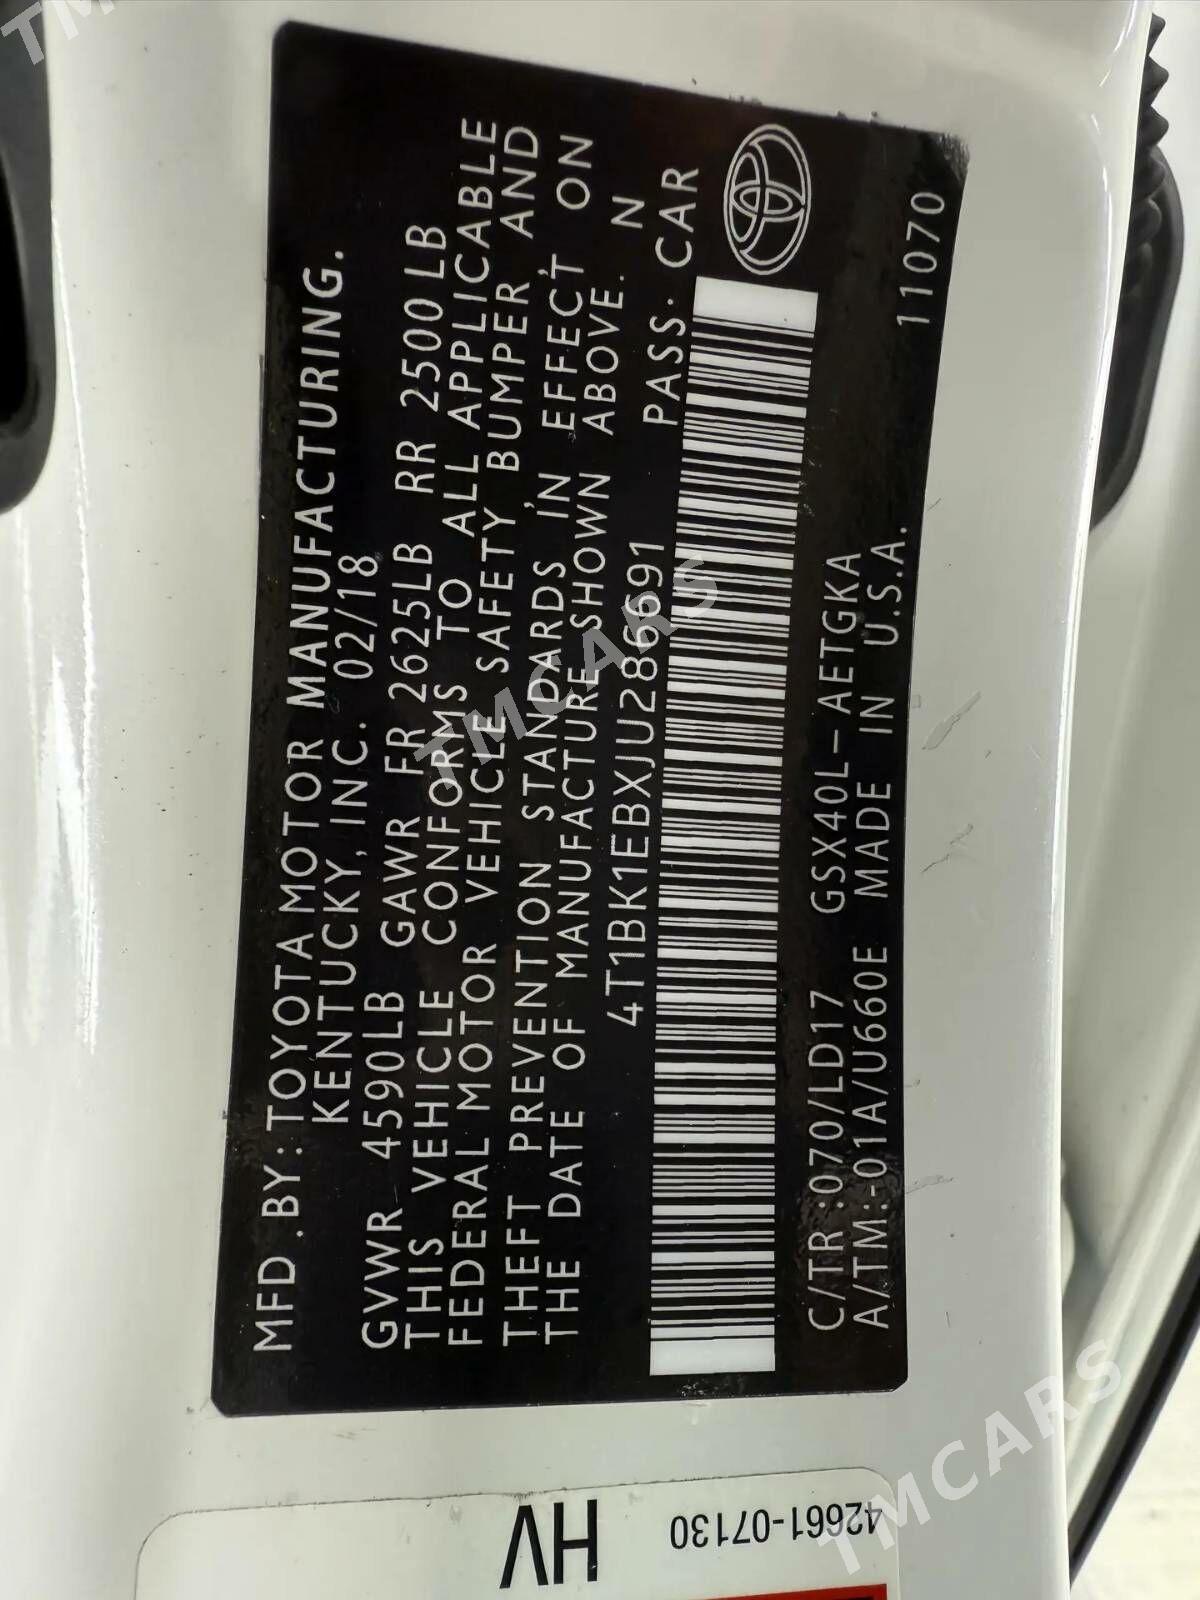 MFD.BY: TOYOTA MOTOR MANUFACTURING.
KENTUCKY, INC. 02/18
GVWR 4590LB GAWR FR 2625LB RR 2500LB
THIS VEHICLE CONFORMS TO ALL APPLICABLE
FEDERAL MOTOR VEHICLE SAFETY BUMPER AND
THEFT PREVENTION STANDARDS IN EFFECT ON
THE DATE OF MANUFACTURE SHOWN ABOVE. N
4T1BK1EBXJU286691 PASS. CAR
C/TR:070/LD17 GSX40L-AETGKA
A/TM:-01A/U660E MADE IN U.S.A. 11070
HV
42661-07130
TMCARS
TMCARS